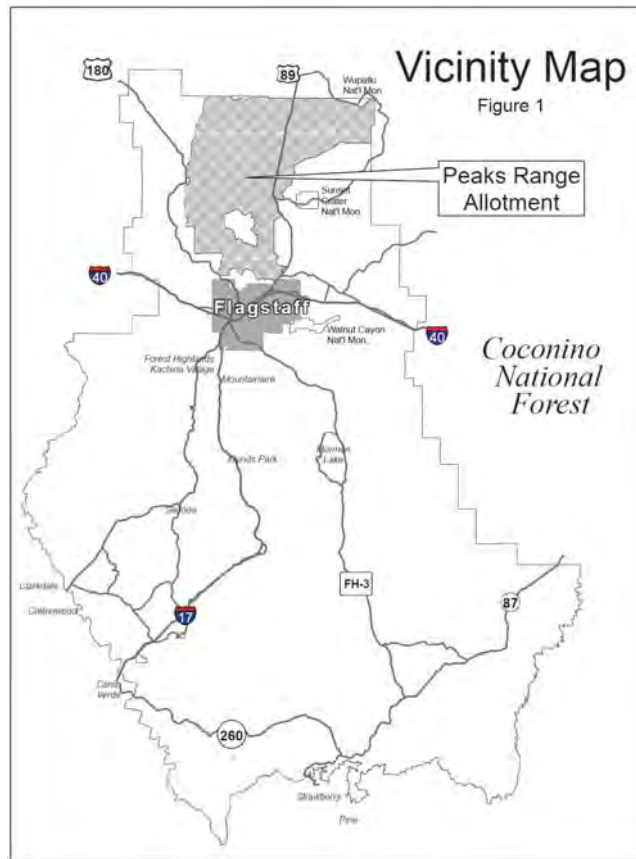 Vicinity Map
Figure 1
180
89
Wupatki
Nat'l Mon.
Peaks Range
Allotment
Sunset
Crater
Nat'l Mon
40
Flagstaff
Walnut Cayon
Nat'l Mon.
40
Coconino
National
Forest
Forest Highlands
Kachina Village
Mountainaire
Munds Park
Mormon
Lake
Sedona
Clarkdale
Cottonwood
17
FH-3
87
Camp
Verde
260
Strawberry
Pine